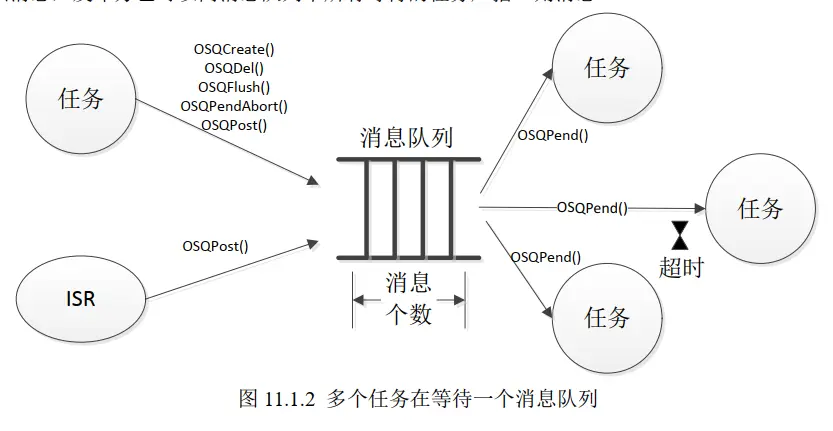 任务
OSQCreate()
OSQDel()
OSQFlush()
OSQPendAbort()
OSQPost()
消息队列
OSQPend()
任务
OSQPend()
任务
超时
OSQPost()
ISR
消息
个数
OSQPend()
任务
图 11.1.2 多个任务在等待一个消息队列